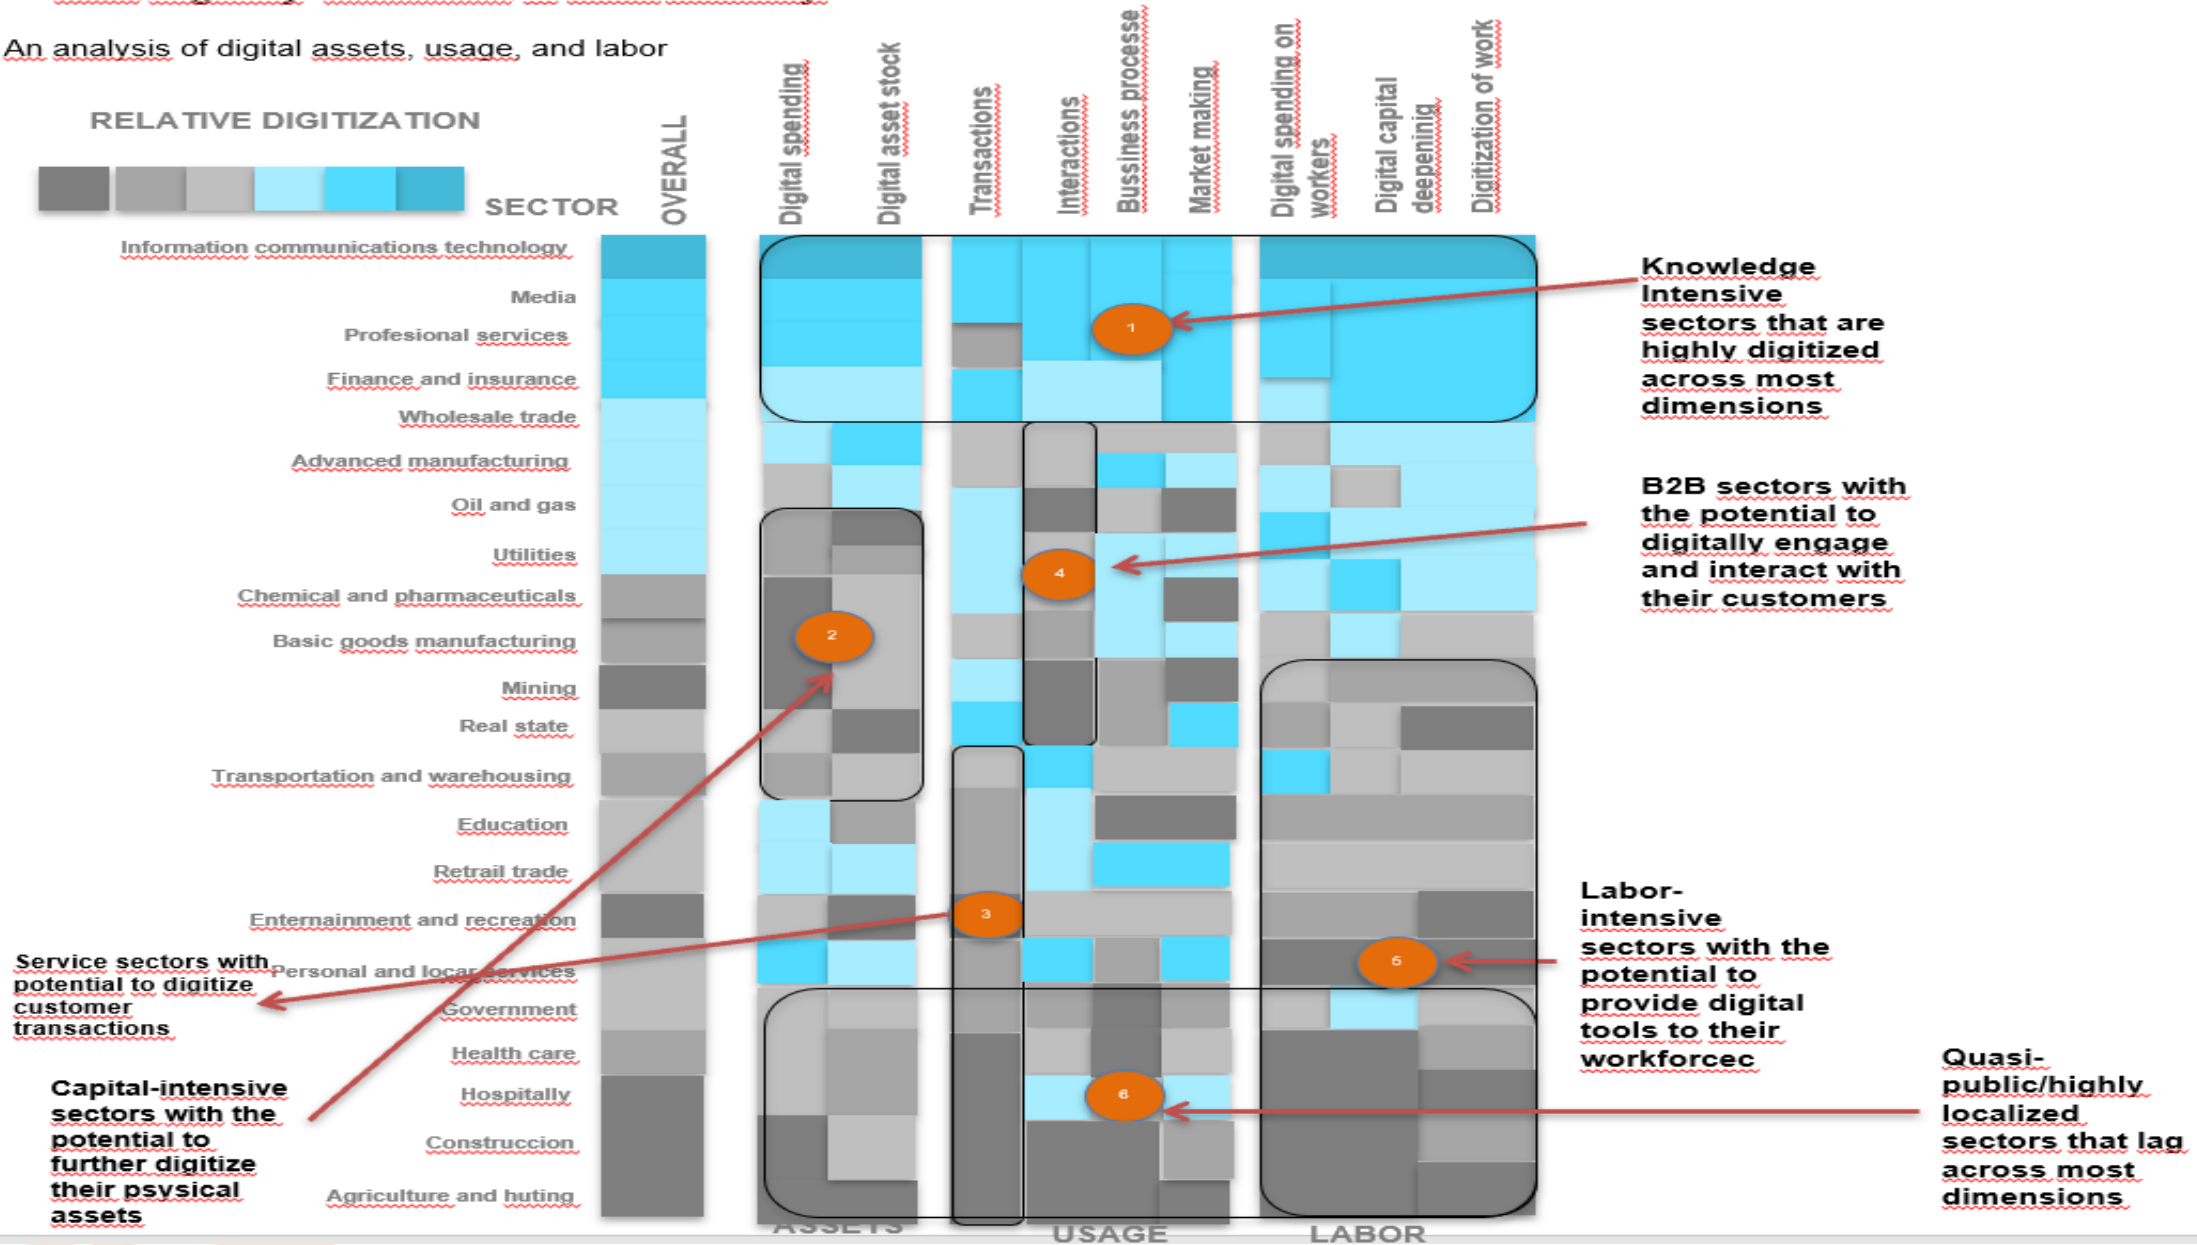 An analysis of digital assets, usage, and labor
RELATIVE DIGITIZATION
SECTOR
OVERALL
Digital spending
Digital asset stock
Transactions
Interactions
Bussiness processe
Market making
Digital spending on
workers
Digital capital
deepeninig
Digitization of work
Information communications technology
Media
Profesional services
Finance and insurance
Wholesale trade
Advanced manufacturing
Oil and gas
Utilities
Chemical and pharmaceuticals
Basic goods manufacturing
Mining
Real state
Transportation and warehousing
Education
Retrail trade
Enternainment and recreation
Personal and locar services
Government
Health care
Hospitally
Construccion
Agriculture and huting
1
2
3
4
5
6
Knowledge
Intensive
sectors that are
highly digitized
across most
dimensions
B2B sectors with
the potential to
digitally engage
and interact with
their customers
Labor-
intensive
sectors with the
potential to
provide digital
tools to their
workforcec
Quasi-
public/highly
localized
sectors that lag
across most
dimensions
Service sectors with
potential to digitize
customer
transactions
Capital-intensive
sectors with the
potential to
further digitize
their psysical
assets
ASSETS
USAGE
LABOR